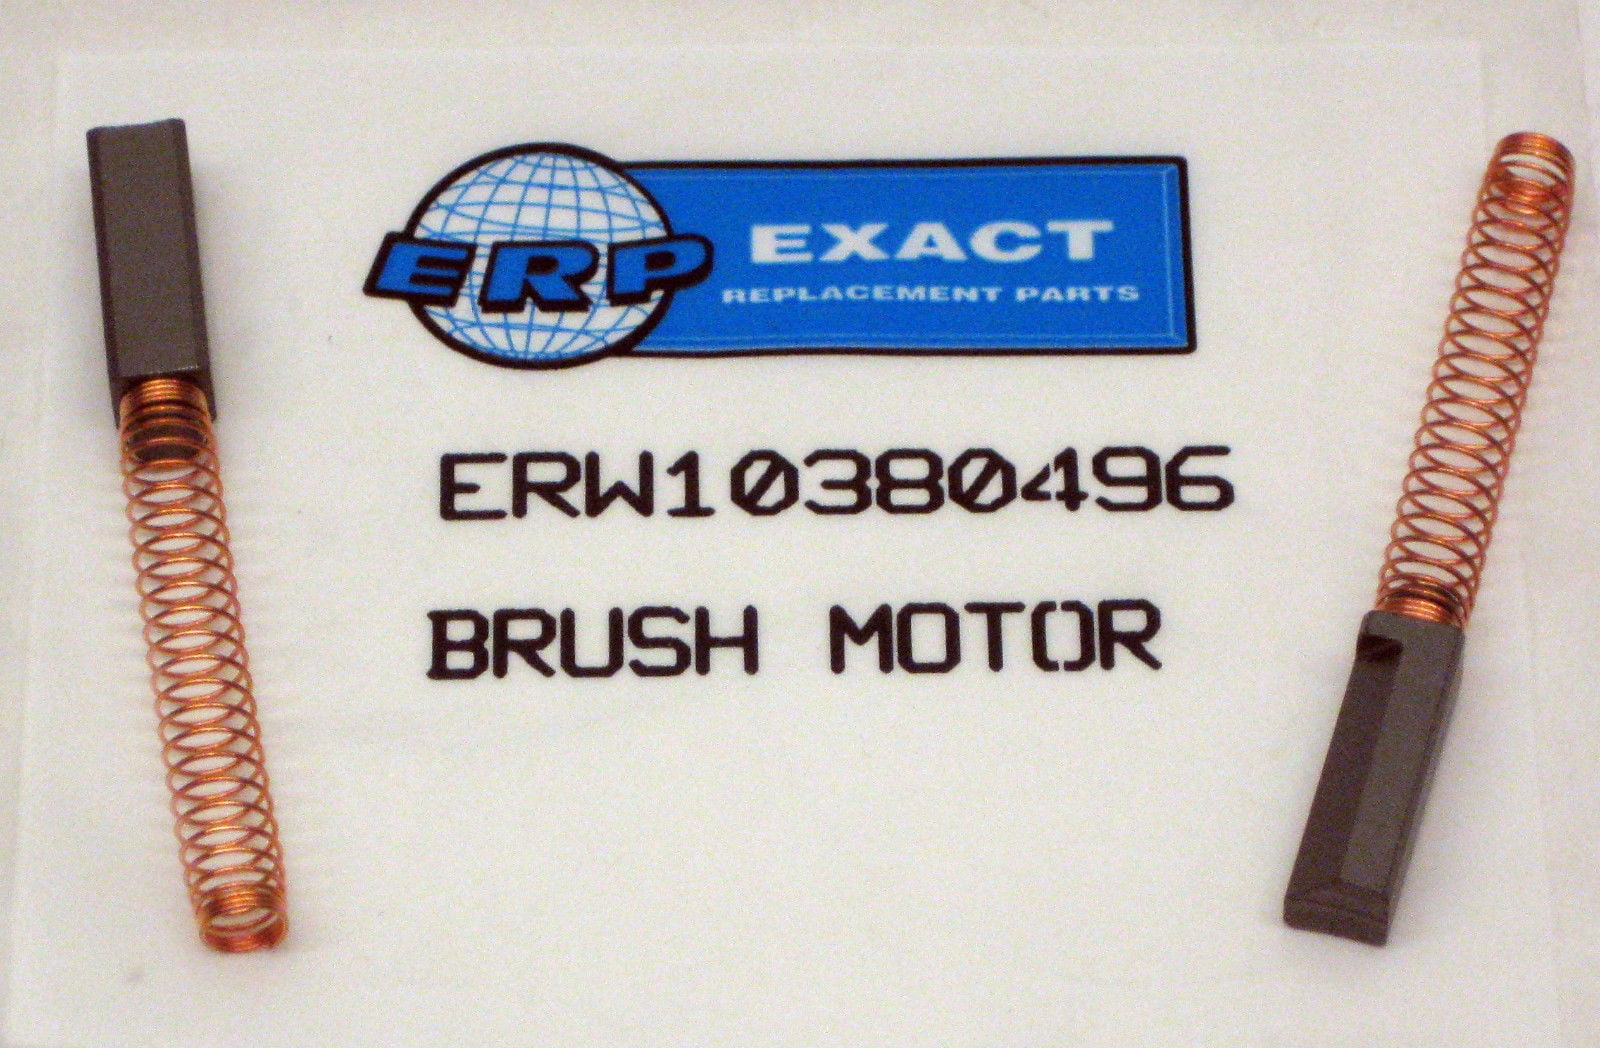 ERP
EXACT
REPLACEMENT PARTS
ERW10380496
BRUSH MOTOR